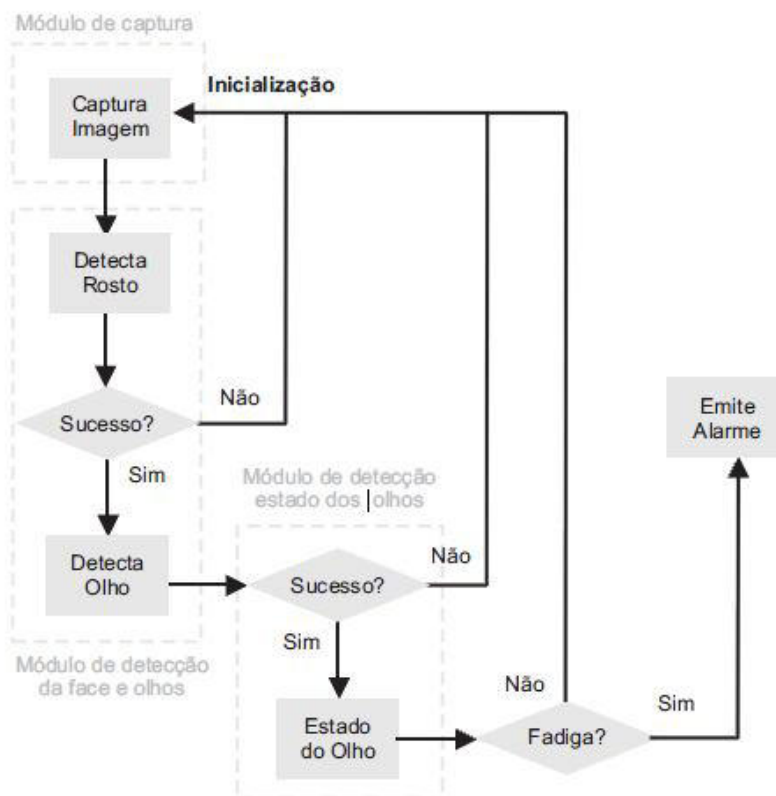 Módulo de captura
Inicialização
Captura
Imagem
Detecta
Rosto
Sucesso?
Não
Sim
Detecta
Olho
Módulo de detecção
da face e olhos
Módulo de detecção
estado dos olhos
Sucesso?
Não
Sim
Estado
do Olho
Fadiga?
Não
Sim
Emite
Alarme